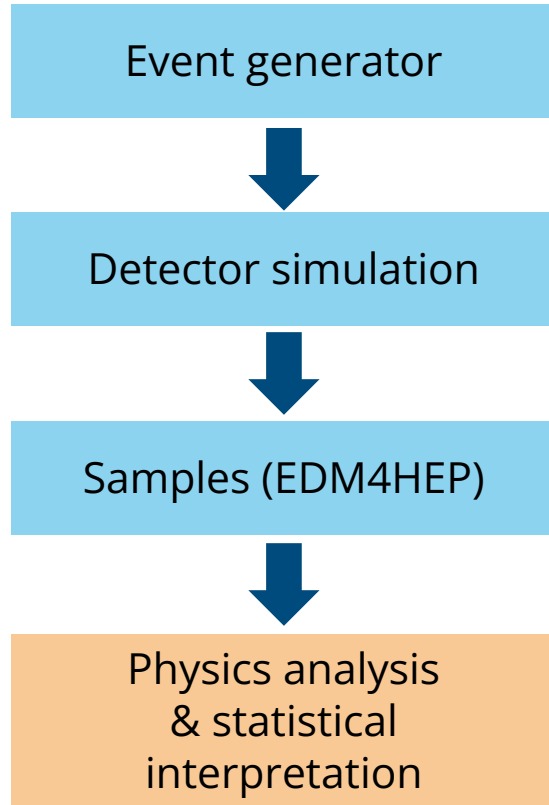 Event generator
Detector simulation
Samples (EDM4HEP)
Physics analysis
& statistical
interpretation